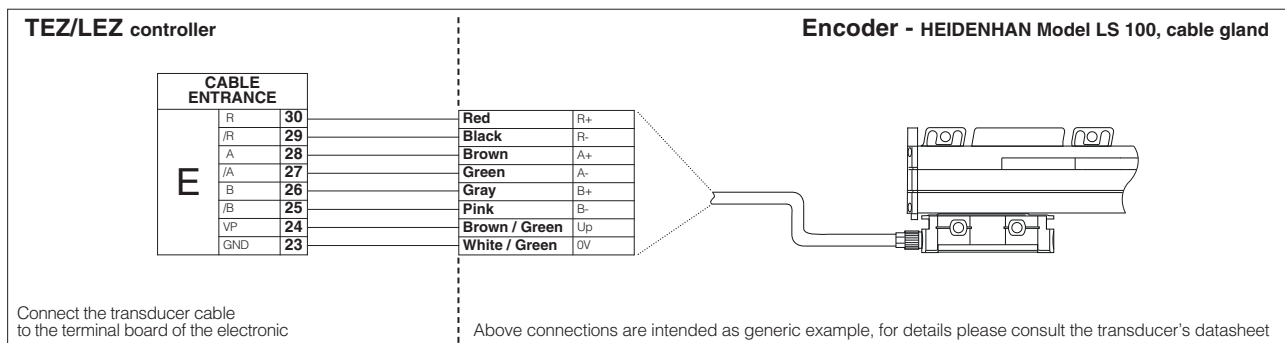 TEZ/LEZ controller
Encoder - HEIDENHAN Model LS 100, cable gland
CABLE
ENTRANCE
E
R 30 Red R+
/R 29 Black R-
A 28 Brown A+
/A 27 Green A-
B 26 Gray B+
/B 25 Pink B-
VP 24 Brown / Green Up
GND 23 White / Green 0V
Connect the transducer cable
to the terminal board of the electronic
Above connections are intended as generic example, for details please consult the transducer's datasheet